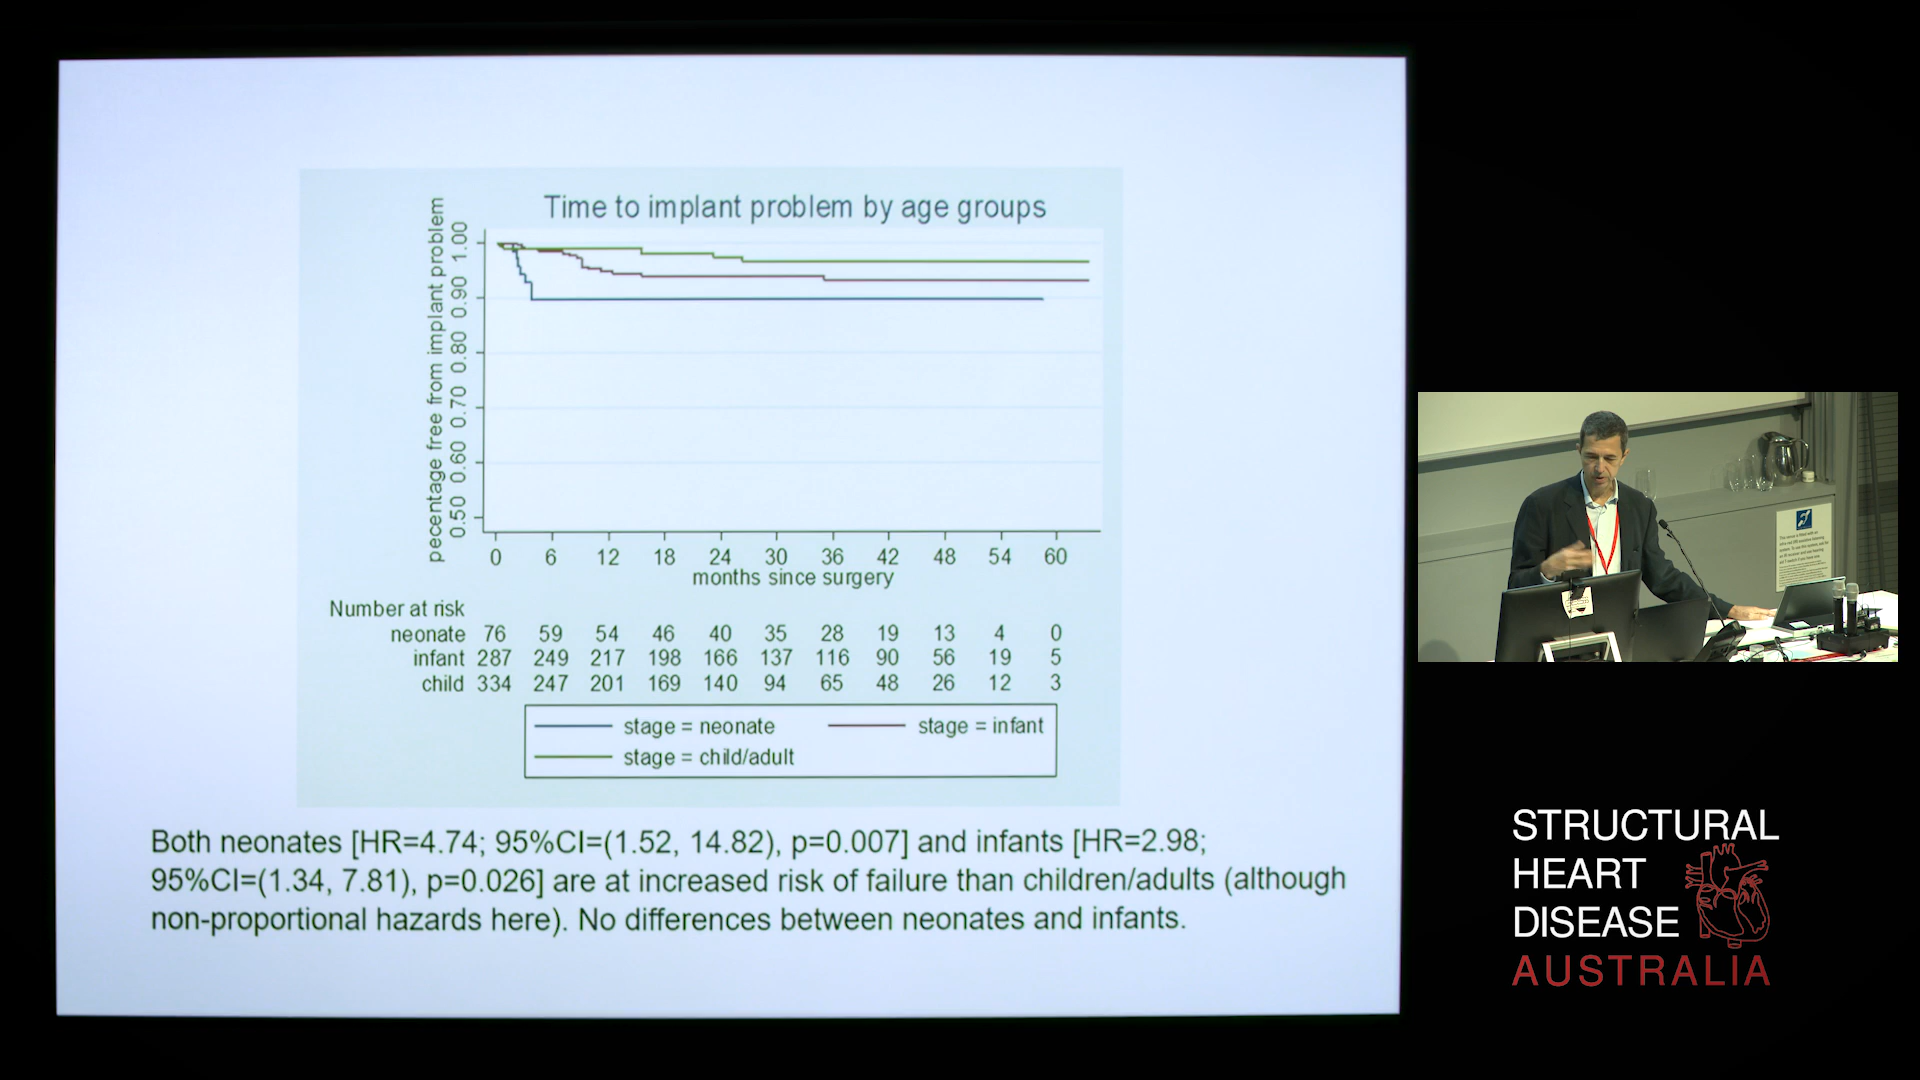 Time to implant problem by age groups
pecentage free from implant problem
1.00
0.90
0.80
0.70
0.60
0.50
0 6 12 18 24 30 36 42 48 54 60
months since surgery
Number at risk
neonate 76 59 54 46 40 35 28 19 13 4 0
infant 287 249 217 198 166 137 116 90 56 19 5
child 334 247 201 169 140 94 65 48 26 12 3
stage = neonate stage = infant
stage = child/adult
Both neonates [HR=4.74; 95%CI=(1.52, 14.82), p=0.007] and infants [HR=2.98;
95%CI=(1.34, 7.81), p=0.026] are at increased risk of failure than children/adults (although
non-proportional hazards here). No differences between neonates and infants.
STRUCTURAL
HEART
DISEASE
AUSTRALIA